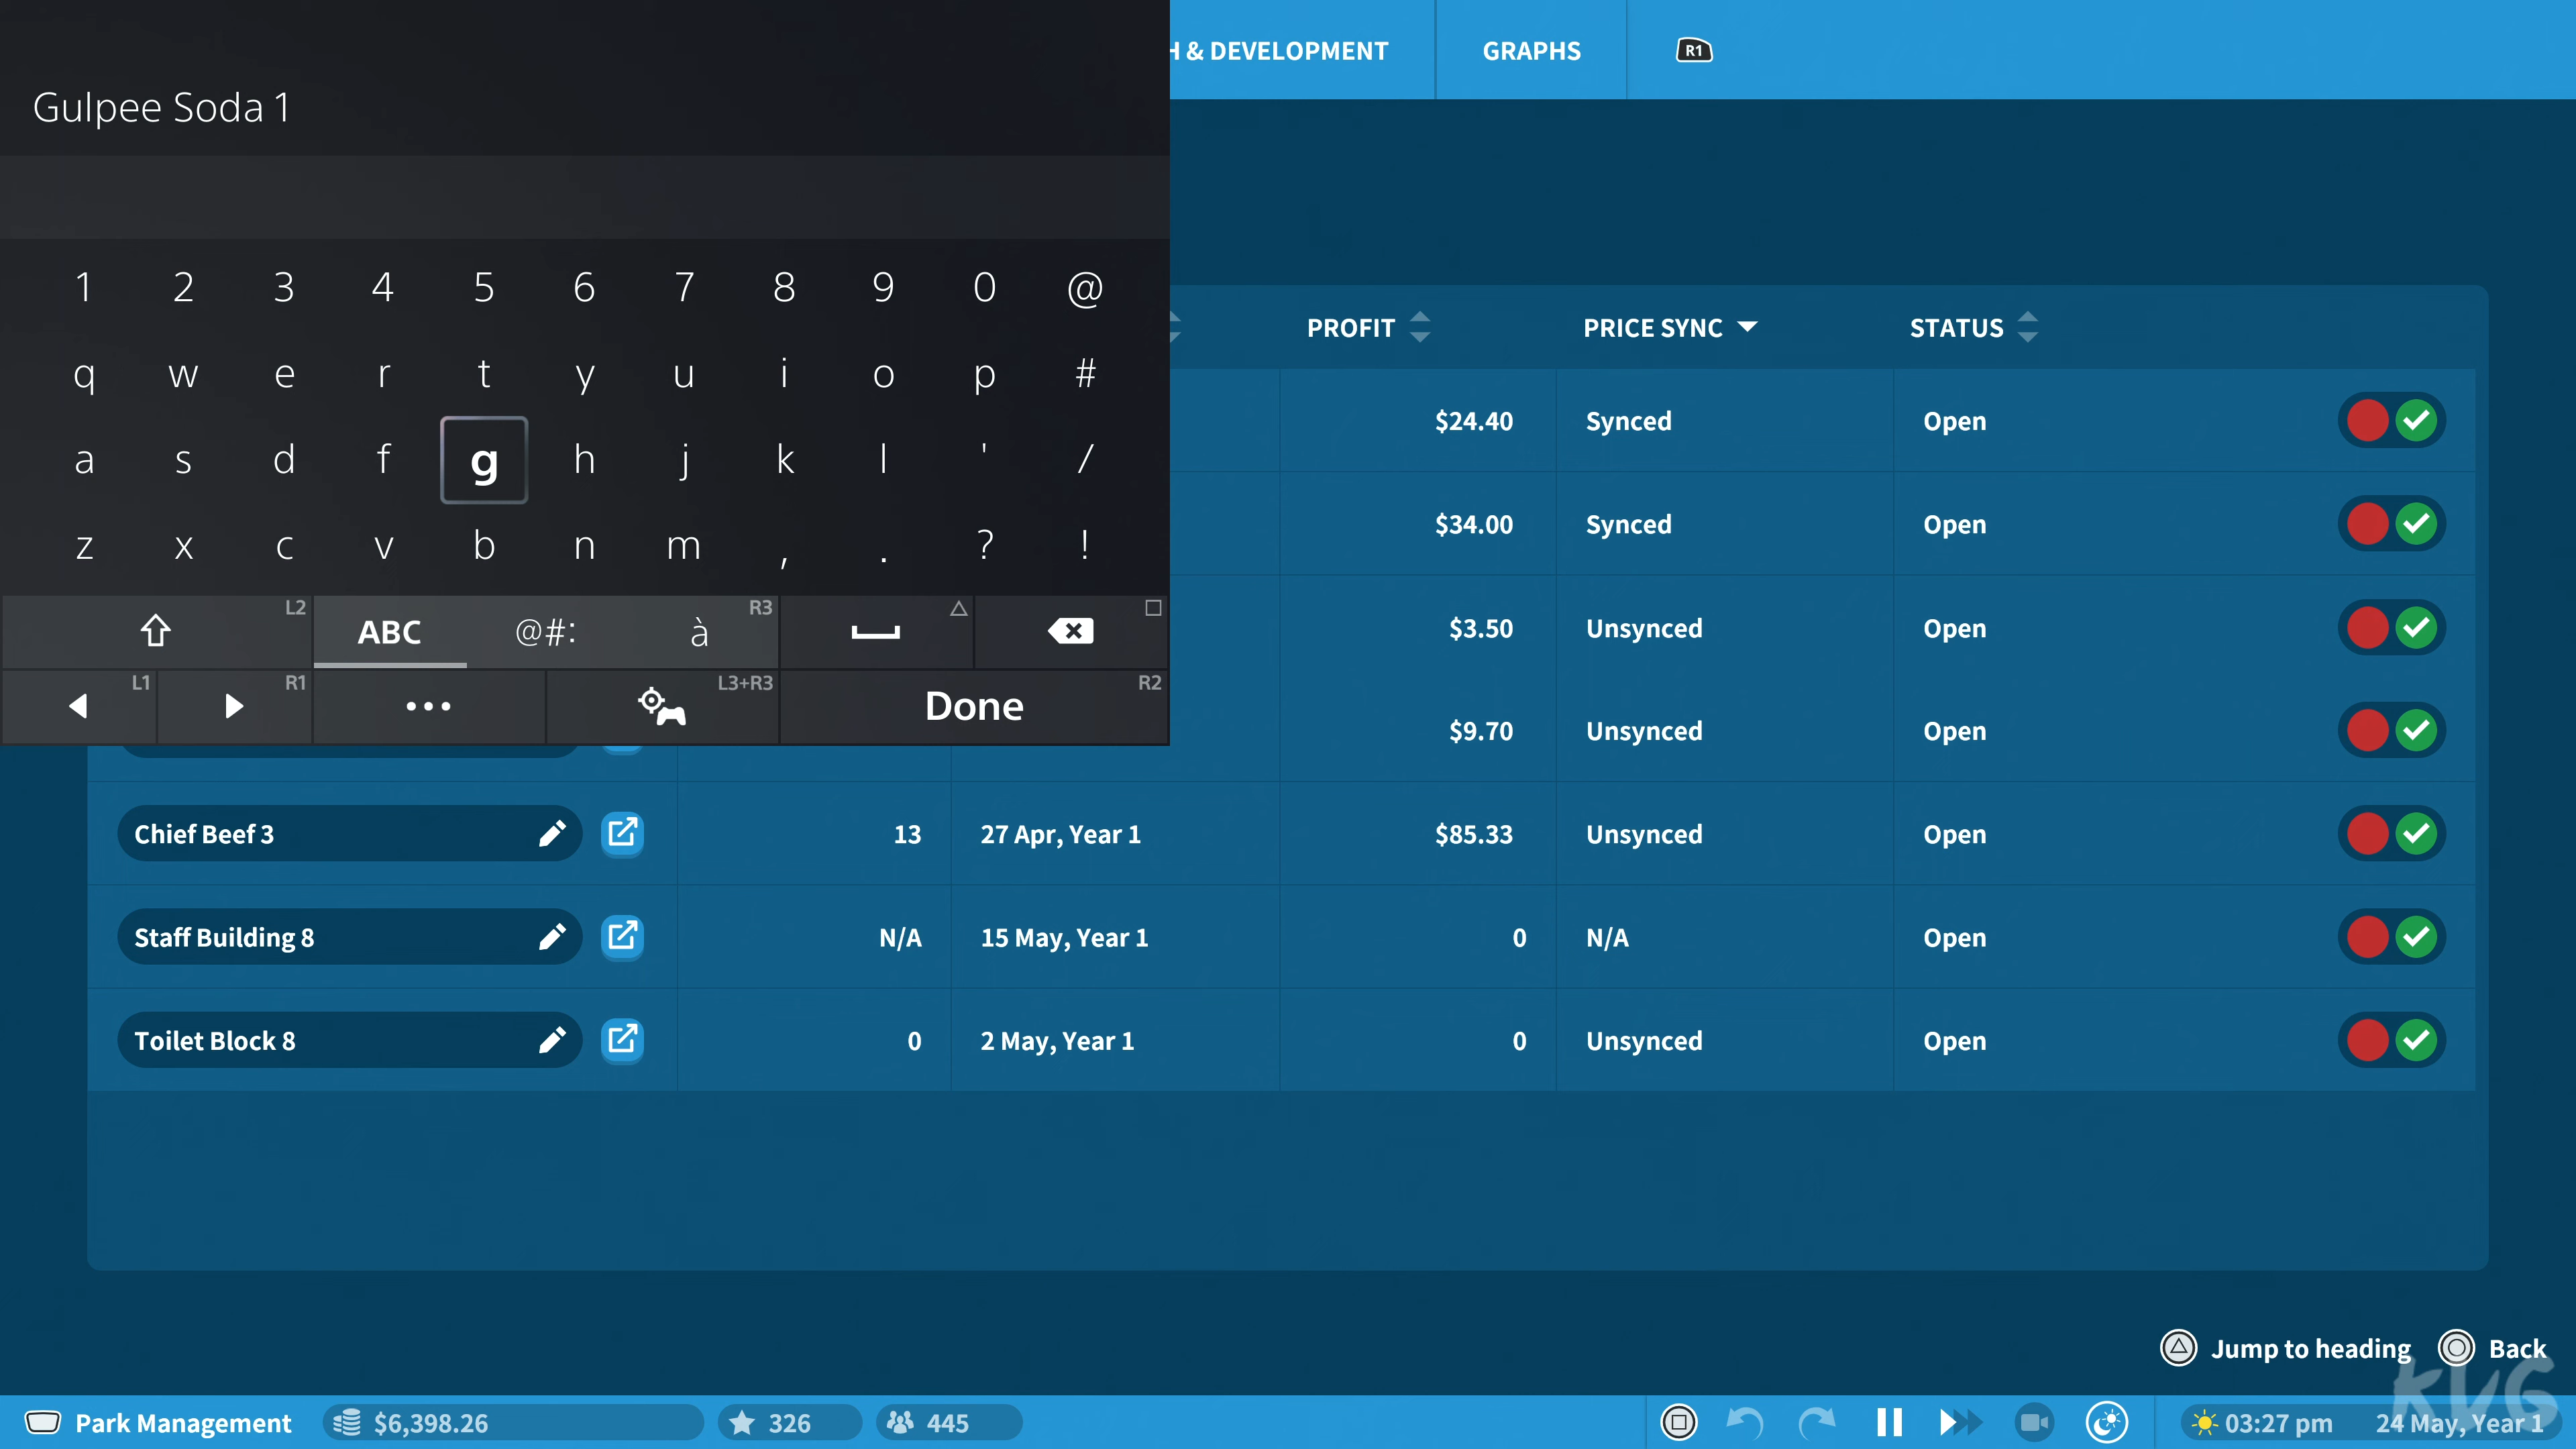 H & DEVELOPMENT
GRAPHS
R1
Gulpee Soda 1
1 2 3 4 5 6 7 8 9 0 @
q w e r t y u i o p #
a s d f g h j k l ' /
z x c v b n m , . ? !
L2
ABC @#: à R3
L1 R1 ... L3+R3 Done R2
PROFIT PRICE SYNC STATUS
$24.40 Synced Open
$34.00 Synced Open
$3.50 Unsynced Open
$9.70 Unsynced Open
Chief Beef 3 13 27 Apr, Year 1 $85.33 Unsynced Open
Staff Building 8 N/A 15 May, Year 1 0 N/A Open
Toilet Block 8 0 2 May, Year 1 0 Unsynced Open
Jump to heading Back
KVG
Park Management $6,398.26 326 445 03:27 pm 24 May, Year 1